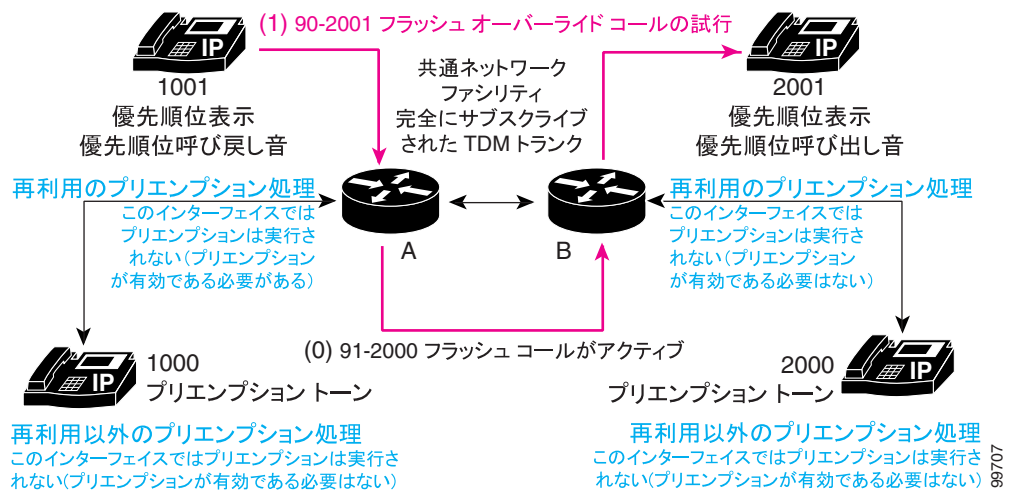 (1) 90-2001 フラッシュ オーバーライド コールの試行
IP
1001
優先順位表示
優先順位呼び戻し音
共通ネットワーク
ファシリティ
完全にサブスクライブ
された TDM トランク
IP
2001
優先順位表示
優先順位呼び出し音
再利用のプリエンプション処理
このインターフェイスでは
プリエンプションは実行さ
れない(プリエンプション
が有効である必要がある)
A
B
再利用のプリエンプション処理
このインターフェイスでは
プリエンプションは実行さ
れない(プリエンプション
が有効である必要はない)
(0) 91-2000 フラッシュ コールがアクティブ
IP
1000
プリエンプション トーン
2000
プリエンプション トーン
IP
再利用以外のプリエンプション処理
このインターフェイスではプリエンプションは実行さ
れない(プリエンプションが有効である必要はない)
再利用以外のプリエンプション処理
このインターフェイスではプリエンプションは実行さ
れない(プリエンプションが有効である必要はない)
99707